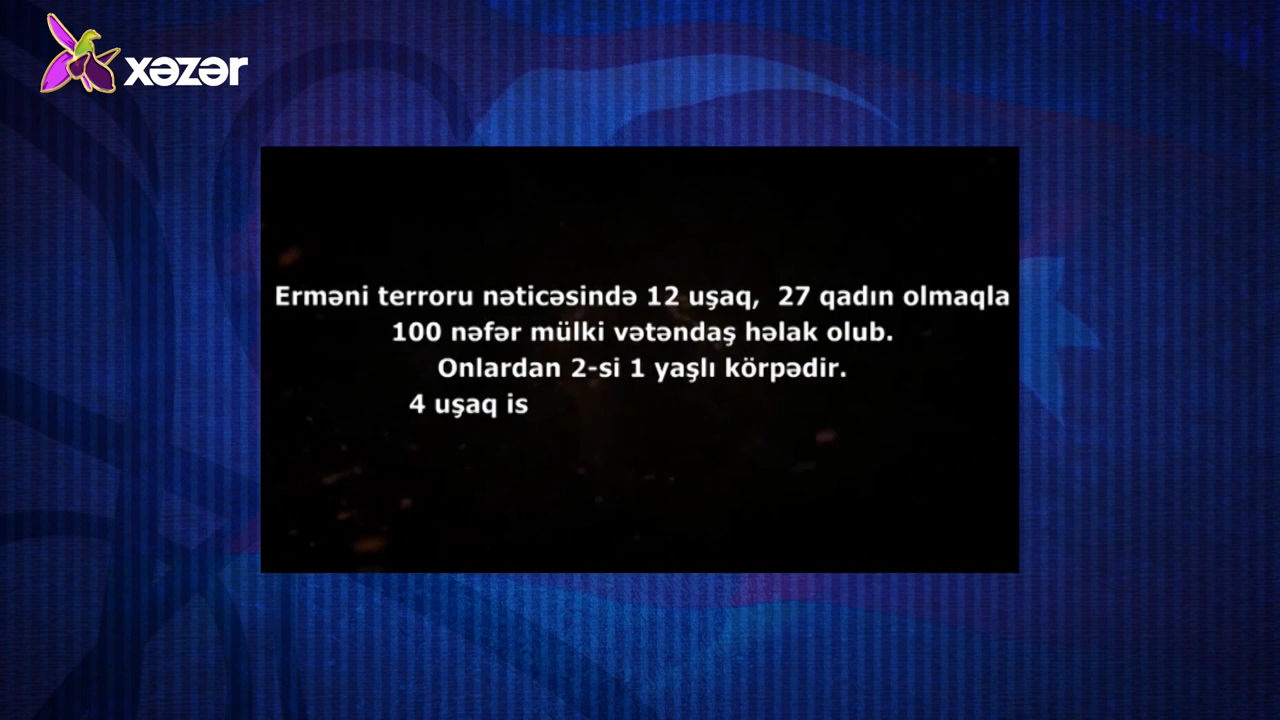 xəzər
Erməni terroru nəticəsində 12 uşaq, 27 qadın olmaqla
100 nəfər mülki vətəndaş həlak olub.
Onlardan 2-si 1 yaşlı körpədir.
4 uşaq is